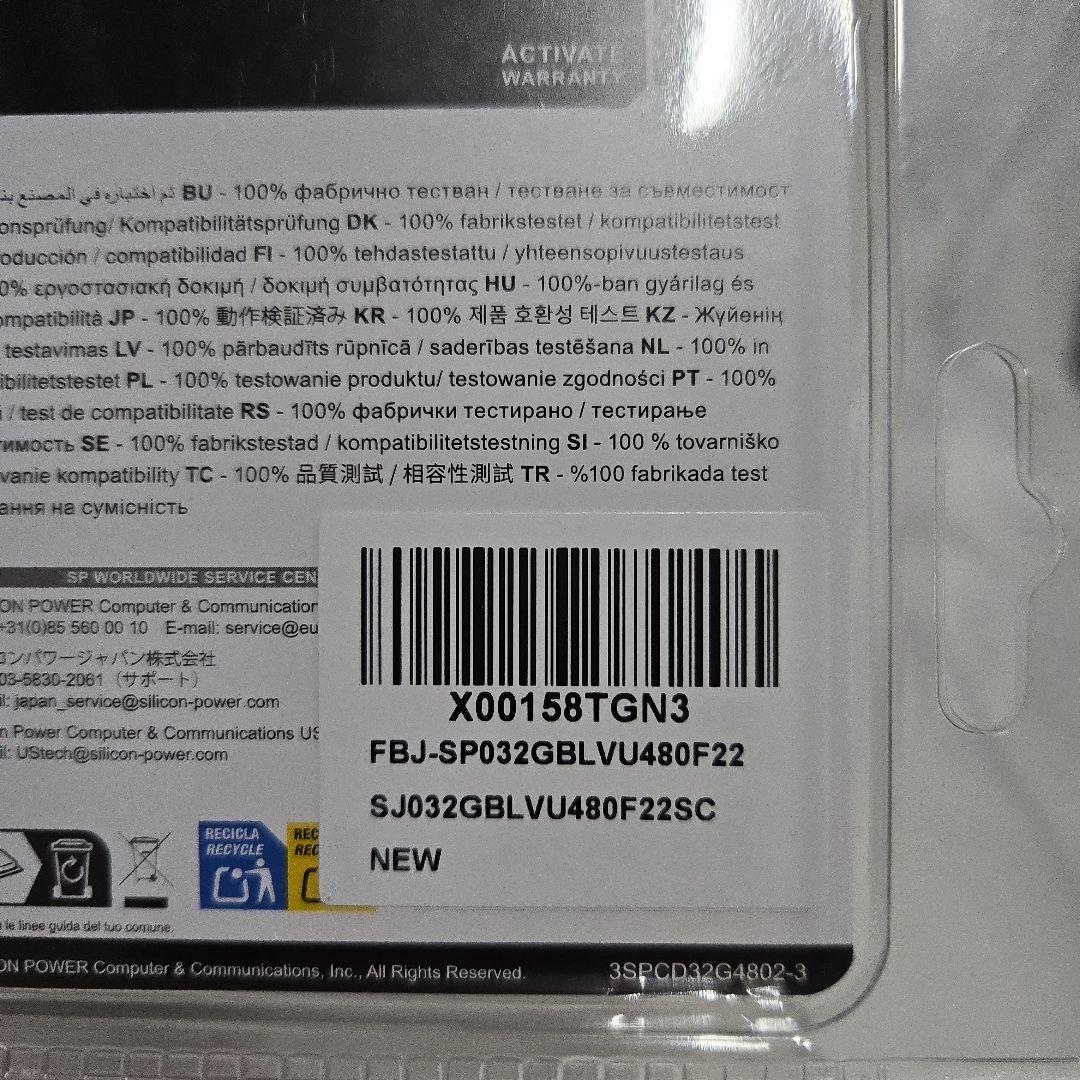 ACTIVATE
WARRANTY
تم اختباره في المصنع BU - 100% фабрично тестван / тестване за съвместимост
onsprüfung/ Kompatibilitätsprüfung DK - 100% fabrikstestet / kompatibilitetstest
oducción / compatibilidad FI - 100% tehdastestattu / yhteensopivuustestaus
0% εργοστασιακή δοκιμή / δοκιμή συμβατότητας HU - 100%-ban gyárilag és
ompatibilità JP - 100% 動作検証済み KR - 100% 제품 호환성 테스트 KZ - Жүйенің
testavimas LV - 100% pārbaudīts rūpnīcā / saderības testēšana NL - 100% in
ibilitetstestet PL - 100% testowanie produktu/ testowanie zgodności PT - 100%
/ test de compatibilitate RS - 100% фабрички тестирано / тестирање
тимость SE - 100% fabrikstestad / kompatibilitetstestning SI - 100 % tovarniško
vanie kompatibility TC - 100% 品質測試 / 相容性測試 TR - %100 fabrikada test
ання на сумісність
SP WORLDWIDE SERVICE CEN
ON POWER Computer & Communication
+31(0)85 560 00 10 E-mail: service@eu
コンパワージャパン株式会社
03-5830-2061（サポート）
il: japan_service@silicon-power.com
n Power Computer & Communications US
il: UStech@silicon-power.com
X00158TGN3
FBJ-SP032GBLVU480F22
SJ032GBLVU480F22SC
NEW
RECICLA REC
RECYCLE REC
le linee guida del tuo comune.
ON POWER Computer & Communications, Inc., All Rights Reserved. 3SPCD32G4802-3